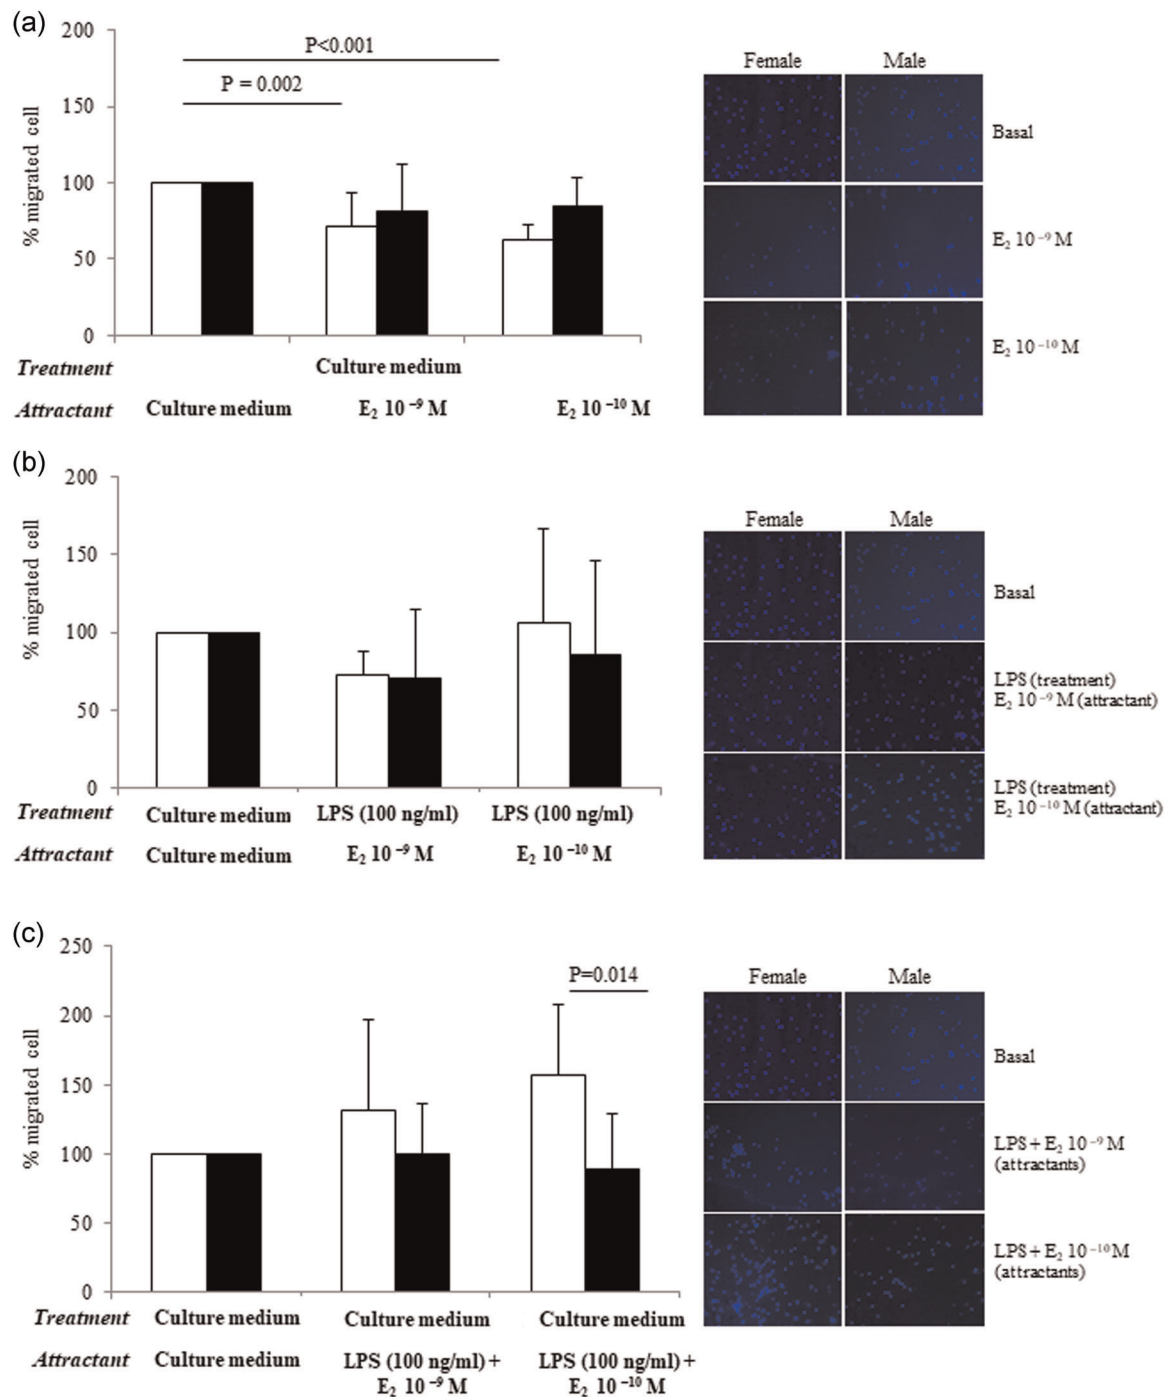 (a)
200
150
100
50
0
% migrated cell
P<0.001
P = 0.002
Treatment
Culture medium
Attractant
Culture medium
E₂ 10⁻⁹ M
E₂ 10⁻¹⁰ M
Female
Male
Basal
E₂ 10⁻⁹ M
E₂ 10⁻¹⁰ M
(b)
200
150
100
50
0
% migrated cell
Treatment
Culture medium
LPS (100 ng/ml)
LPS (100 ng/ml)
Attractant
Culture medium
E₂ 10⁻⁹ M
E₂ 10⁻¹⁰ M
Female
Male
Basal
LPS (treatment)
E₂ 10⁻⁹ M (attractant)
LPS (treatment)
E₂ 10⁻¹⁰ M (attractant)
(c)
250
200
150
100
50
0
% migrated cell
P=0.014
Treatment
Culture medium
Culture medium
Culture medium
Attractant
Culture medium
LPS (100 ng/ml) +
E₂ 10⁻⁹ M
LPS (100 ng/ml) +
E₂ 10⁻¹⁰ M
Female
Male
Basal
LPS + E₂ 10⁻⁹ M
(attractants)
LPS + E₂ 10⁻¹⁰ M
(attractants)